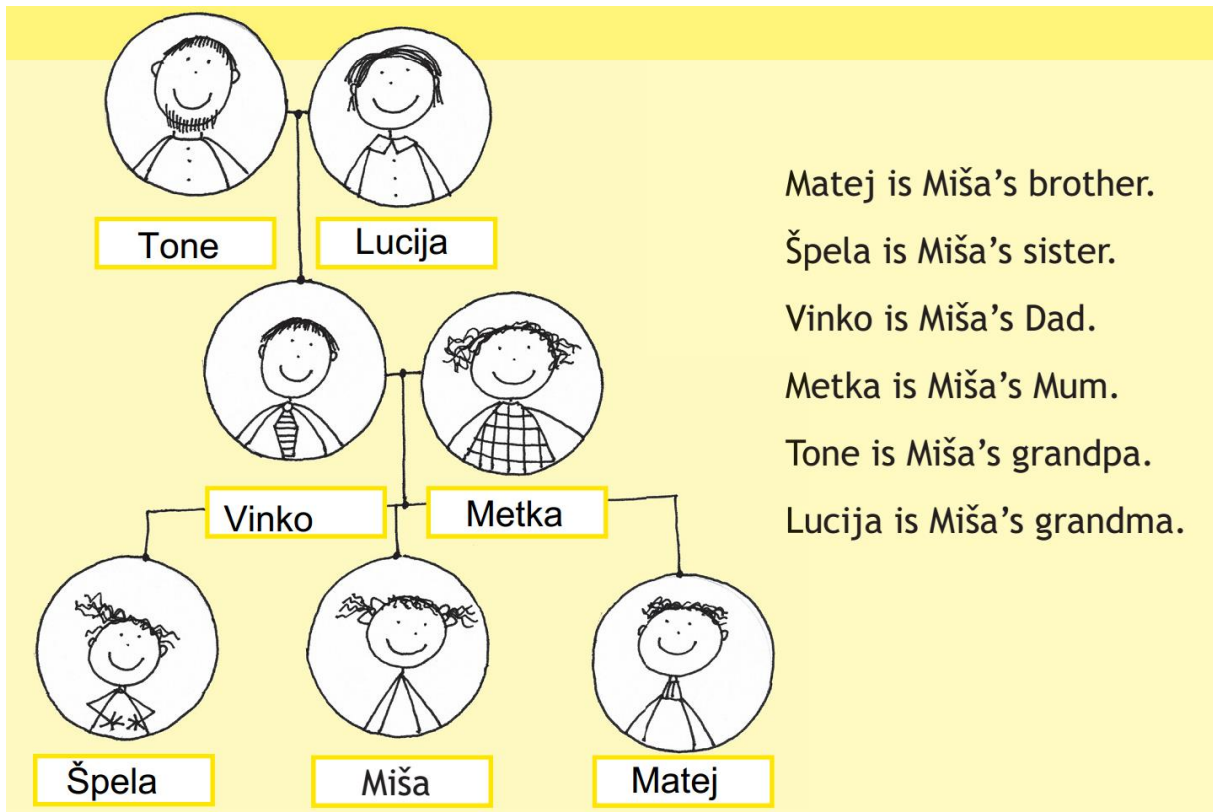 Tone
Lucija
Vinko
Metka
Špela
Miša
Matej
Matej is Miša’s brother.
Špela is Miša’s sister.
Vinko is Miša’s Dad.
Metka is Miša’s Mum.
Tone is Miša’s grandpa.
Lucija is Miša’s grandma.